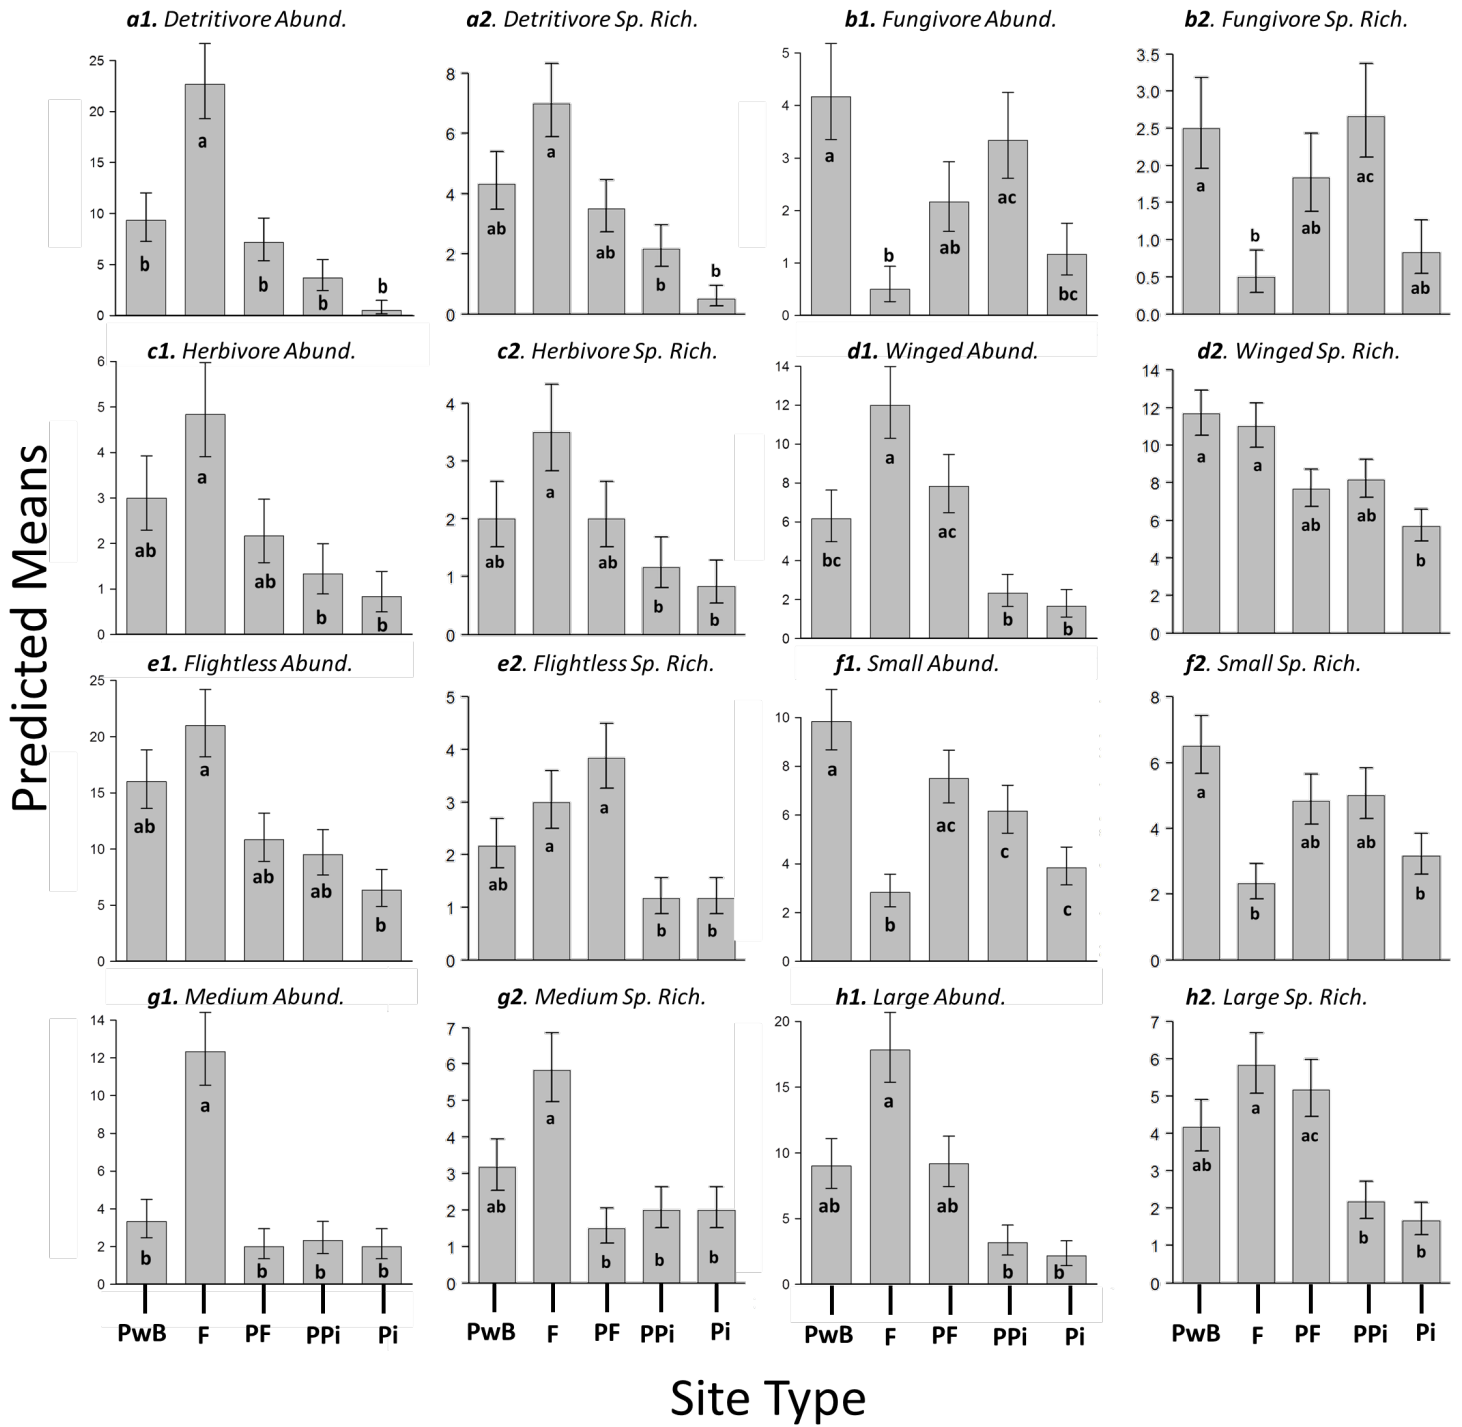 a1. Detritivore Abund.
a2. Detritivore Sp. Rich.
b1. Fungivore Abund.
b2. Fungivore Sp. Rich.
25
20
15
10
5
0
b
a
b
b
b
8
6
4
2
0
ab
a
ab
b
b
5
4
3
2
1
0
a
b
ab
ac
bc
3.5
3.0
2.5
2.0
1.5
1.0
0.5
0.0
a
b
ab
ac
ab
c1. Herbivore Abund.
c2. Herbivore Sp. Rich.
d1. Winged Abund.
d2. Winged Sp. Rich.
6
5
4
3
2
1
0
ab
a
ab
b
b
4
3
2
1
0
ab
a
ab
b
b
14
12
10
8
6
4
2
0
bc
a
ac
b
b
14
12
10
8
6
4
2
0
a
a
ab
ab
b
Predicted Means
e1. Flightless Abund.
e2. Flightless Sp. Rich.
f1. Small Abund.
f2. Small Sp. Rich.
25
20
15
10
5
0
ab
a
ab
ab
b
5
4
3
2
1
0
ab
a
a
b
b
10
8
6
4
2
0
a
b
ac
c
c
8
6
4
2
0
a
b
ab
ab
b
g1. Medium Abund.
g2. Medium Sp. Rich.
h1. Large Abund.
h2. Large Sp. Rich.
14
12
10
8
6
4
2
0
b
a
b
b
b
7
6
5
4
3
2
1
0
ab
a
b
b
b
20
15
10
5
0
ab
a
ab
b
b
7
6
5
4
3
2
1
0
ab
a
ac
b
b
PwB F PF PPi Pi
PwB F PF PPi Pi
PwB F PF PPi Pi
PwB F PF PPi Pi
Site Type